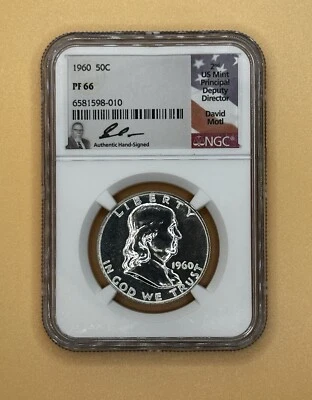 1960 50C
PF 66
6581598-010
Authentic Hand-Signed
2nd
US Mint
Principal
Deputy
Director
David
Motl
NGC
LIBERTY
1960
IN GOD WE TRUST